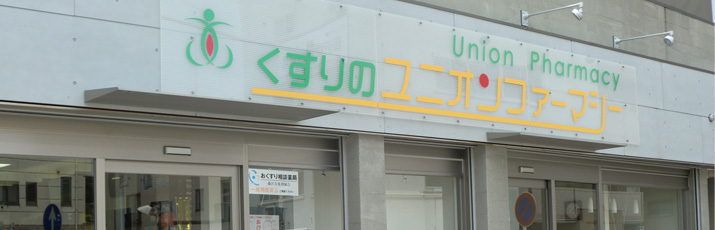 Union Pharmacy
くすりのユニオンファーマシー
おくすり相談薬局